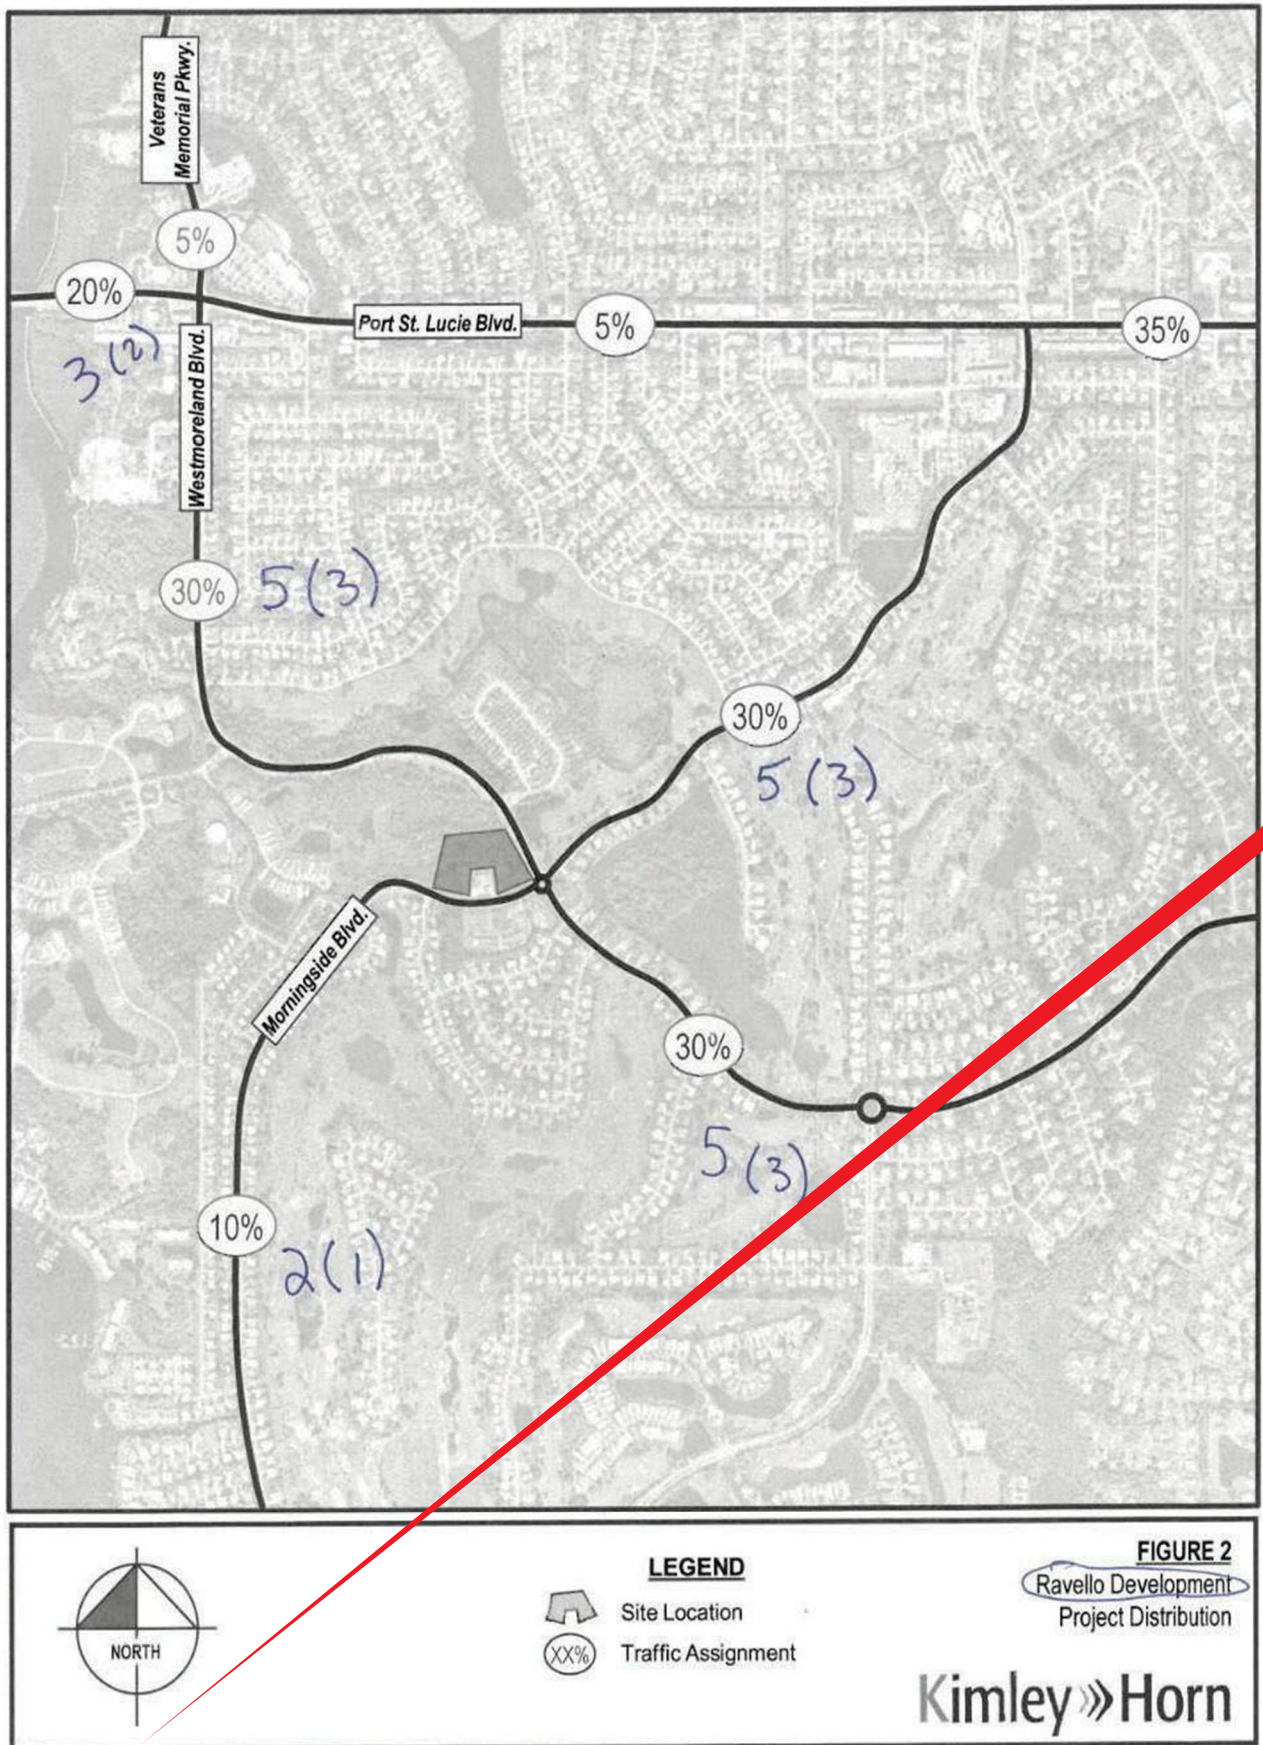 Veterans
Memorial Pkwy.
5%
20%
Port St. Lucie Blvd.
5%
35%
3 (2)
Westmoreland Blvd.
30%
5 (3)
30%
5 (3)
Morningside Blvd.
30%
5 (3)
10%
2 (1)
NORTH
LEGEND
Site Location
XX%
Traffic Assignment
FIGURE 2
Ravello Development
Project Distribution
Kimley»Horn